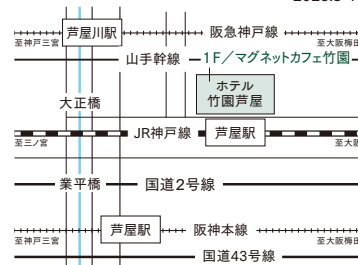 芦屋川駅
阪急神戸線
至神戸三宮
至大阪梅田
山手幹線
1F/マグネットカフェ竹園
ホテル
竹園芦屋
大正橋
JR神戸線
芦屋駅
至三ノ宮
至大阪
業平橋
国道2号線
芦屋駅
阪神本線
至神戸三宮
至大阪梅田
国道43号線